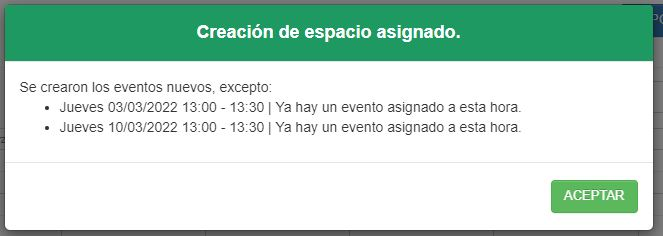 Creación de espacio asignado.
Se crearon los eventos nuevos, excepto:
• Jueves 03/03/2022 13:00 - 13:30 | Ya hay un evento asignado a esta hora.
• Jueves 10/03/2022 13:00 - 13:30 | Ya hay un evento asignado a esta hora.
ACEPTAR